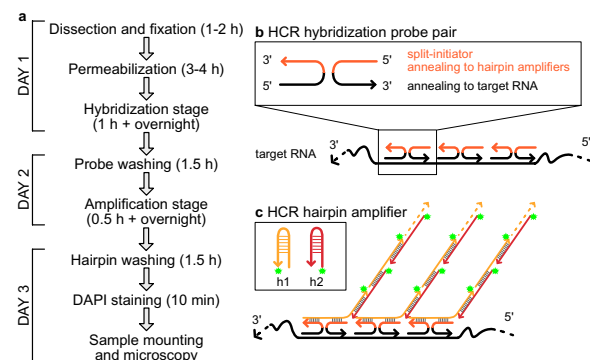 a
DAY 1
Dissection and fixation (1-2 h)
Permeabilization (3-4 h)
Hybridization stage
(1 h + overnight)
DAY 2
Probe washing (1.5 h)
Amplification stage
(0.5 h + overnight)
DAY 3
Hairpin washing (1.5 h)
DAPI staining (10 min)
Sample mounting
and microscopy
b HCR hybridization probe pair
3' 5'
split-initiator
annealing to hairpin amplifiers
5' 3'
annealing to target RNA
target RNA
3'
5'
c HCR hairpin amplifier
h1 h2
3'
5'